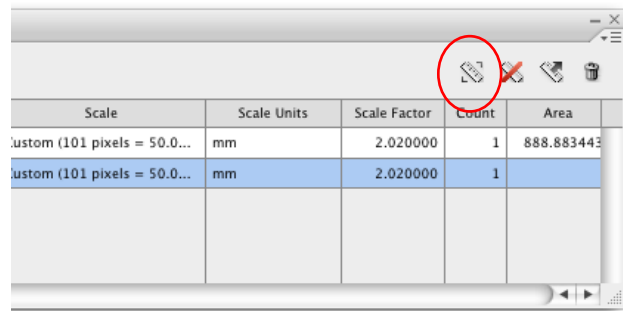 Scale Scale Units Scale Factor Count Area
Custom (101 pixels = 50.0... mm 2.020000 1 888.883443
Custom (101 pixels = 50.0... mm 2.020000 1